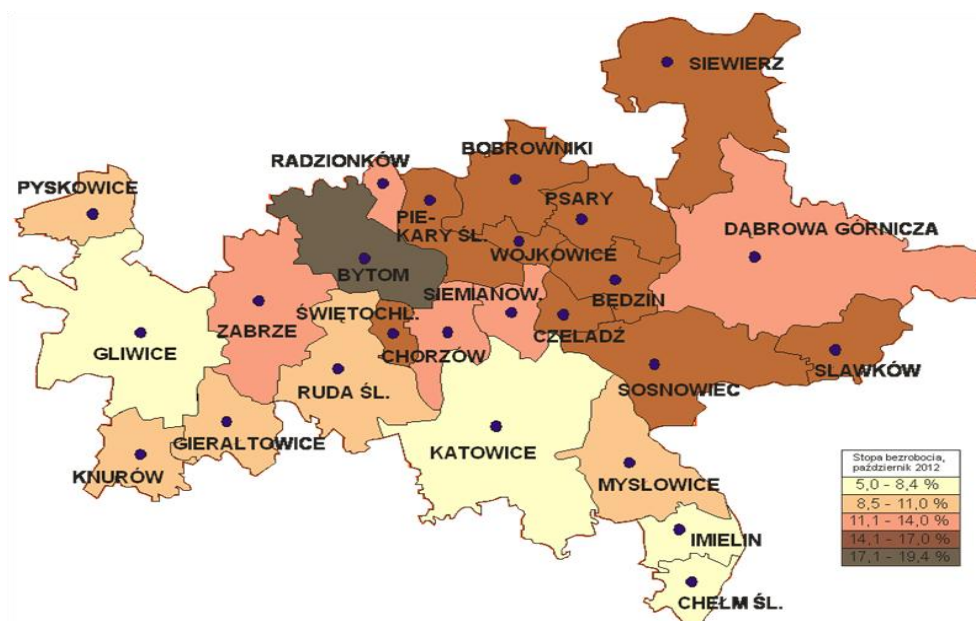 SIEWIERZ
BOBROWNIKI
RADZIONKÓW
PYSKOWICE
PSARY
PIE-
KARY ŚL.
DĄBROWA GÓRNICZA
WOJKOWICE
BYTOM
SIEMIANOW.
BĘDZIN
ŚWIĘTOCHŁ.
ZABRZE
CZELADŹ
GLIWICE
CHORZÓW
SŁAWKÓW
RUDA ŚL.
SOSNOWIEC
GIERAŁTOWICE
KATOWICE
KNURÓW
MYSŁOWICE
IMIELIN
CHEŁM ŚL.
Stopa bezrobocia,
październik 2012
5,0 - 8,4 %
8,5 - 11,0 %
11,1 - 14,0 %
14,1 - 17,0 %
17,1 - 19,4 %